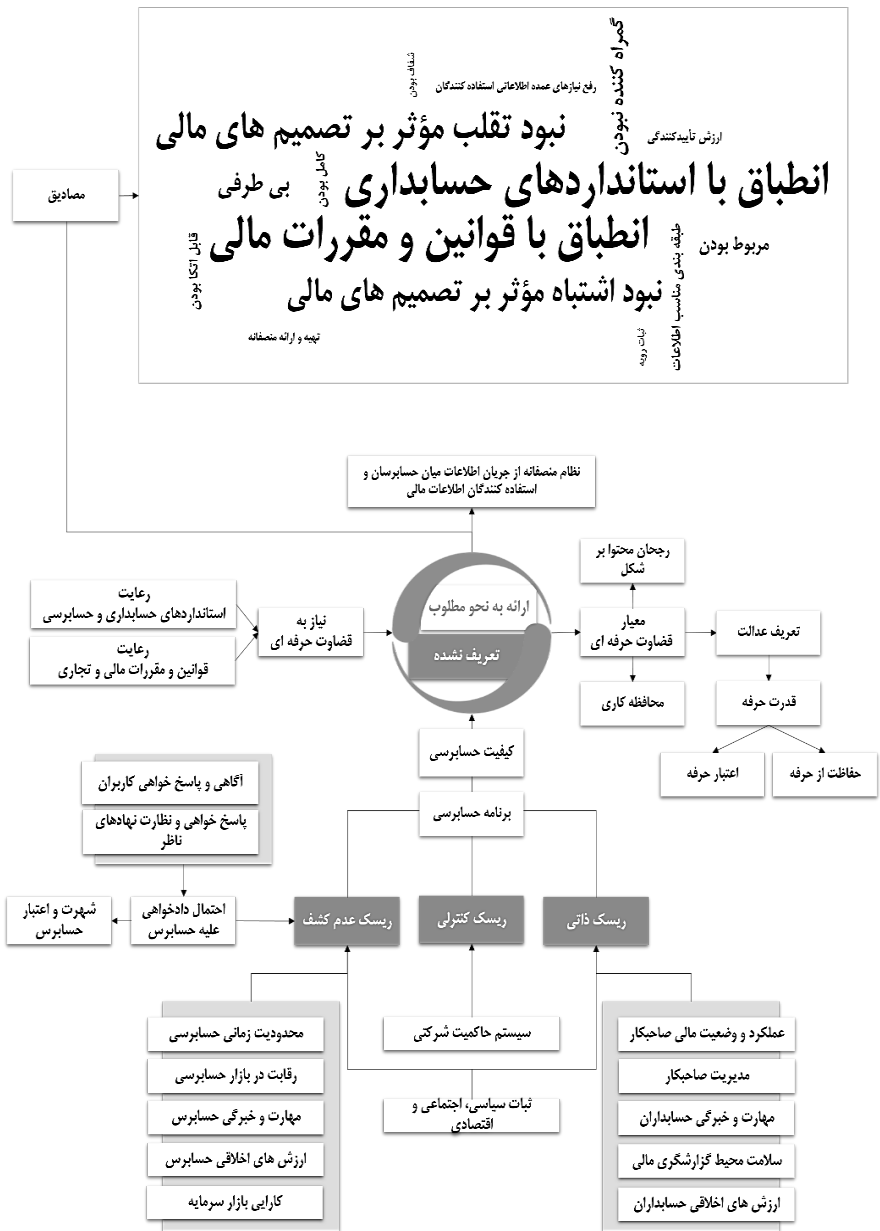 گمراه کننده نبودن
شفاف بودن
رفع نیازهای عمده اطلاعاتی استفاده کنندگان
نبود تقلب مؤثر بر تصمیم های مالی
ارزش تأییدکنندگی
انطباق با استانداردهای حسابداری
کامل بودن
بی طرفی
مصادیق
انطباق با قوانین و مقررات مالی
مربوط بودن
طبقه بندی مناسب اطلاعات
قابل اتکا بودن
نبود اشتباه مؤثر بر تصمیم های مالی
تهیه و ارائه منصفانه
ثبات رویه
نظام منصفانه از جریان اطلاعات میان حسابرسان و
استفاده کنندگان اطلاعات مالی
رجحان محتوا بر
شکل
ارائه به نحو مطلوب
تعریف نشده
معیار
قضاوت حرفه ای
تعریف عدالت
نیاز به
قضاوت حرفه ای
رعایت
استانداردهای حسابداری و حسابرسی
رعایت
قوانین و مقررات مالی و تجاری
محافظه کاری
قدرت حرفه
حفاظت از حرفه
اعتبار حرفه
کیفیت حسابرسی
برنامه حسابرسی
آگاهی و پاسخ خواهی کاربران
پاسخ خواهی و نظارت نهادهای
ناظر
ریسک ذاتی
ریسک کنترلی
ریسک عدم کشف
احتمال دادخواهی
علیه حسابرس
شهرت و اعتبار
حسابرس
عملکرد و وضعیت مالی صاحبکار
مدیریت صاحبکار
مهارت و خبرگی حسابداران
سلامت محیط گزارشگری مالی
ارزش های اخلاقی حسابداران
سیستم حاکمیت شرکتی
ثبات سیاسی، اجتماعی و
اقتصادی
محدودیت زمانی حسابرسی
رقابت در بازار حسابرسی
مهارت و خبرگی حسابرس
ارزش های اخلاقی حسابرس
کارایی بازار سرمایه